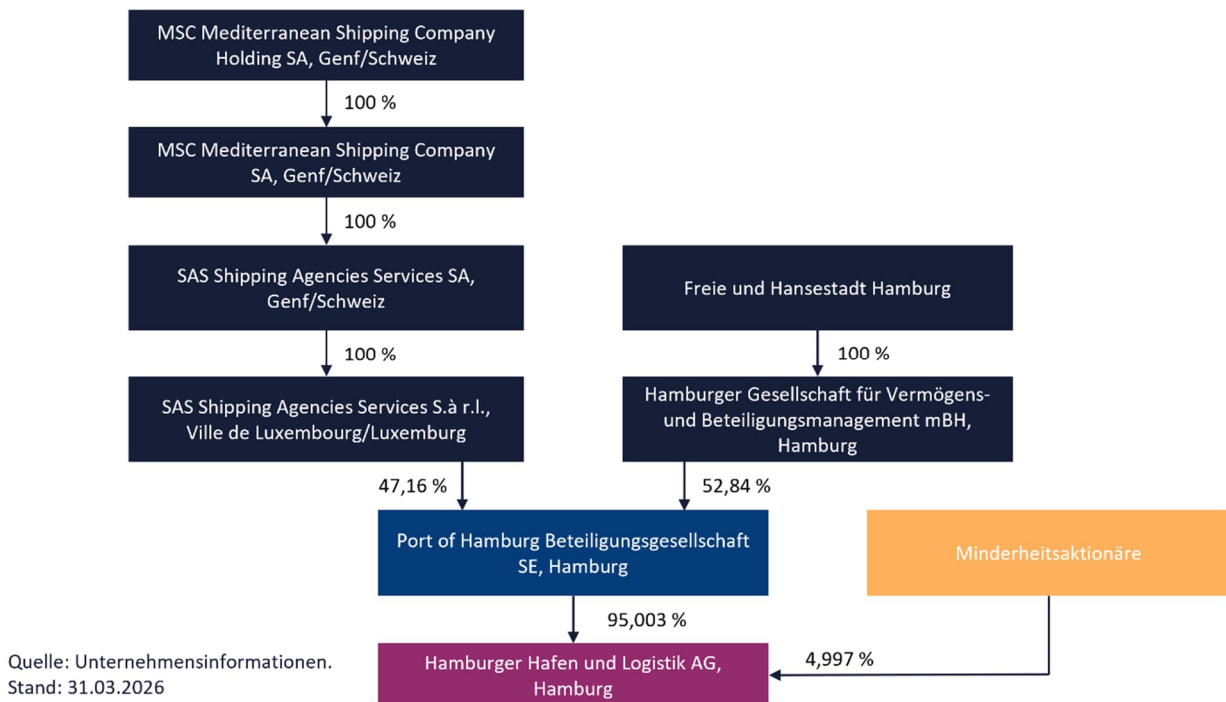 MSC Mediterranean Shipping Company
Holding SA, Genf/Schweiz
100 %
MSC Mediterranean Shipping Company
SA, Genf/Schweiz
100 %
SAS Shipping Agencies Services SA,
Genf/Schweiz
Freie und Hansestadt Hamburg
100 %
100 %
SAS Shipping Agencies Services S.à r.l.,
Ville de Luxembourg/Luxemburg
Hamburger Gesellschaft für Vermögens-
und Beteiligungsmanagement mBH,
Hamburg
47,16 %
52,84 %
Port of Hamburg Beteiligungsgesellschaft
SE, Hamburg
Minderheitsaktionäre
95,003 %
Hamburger Hafen und Logistik AG,
Hamburg
4,997 %
Quelle: Unternehmensinformationen.
Stand: 31.03.2026